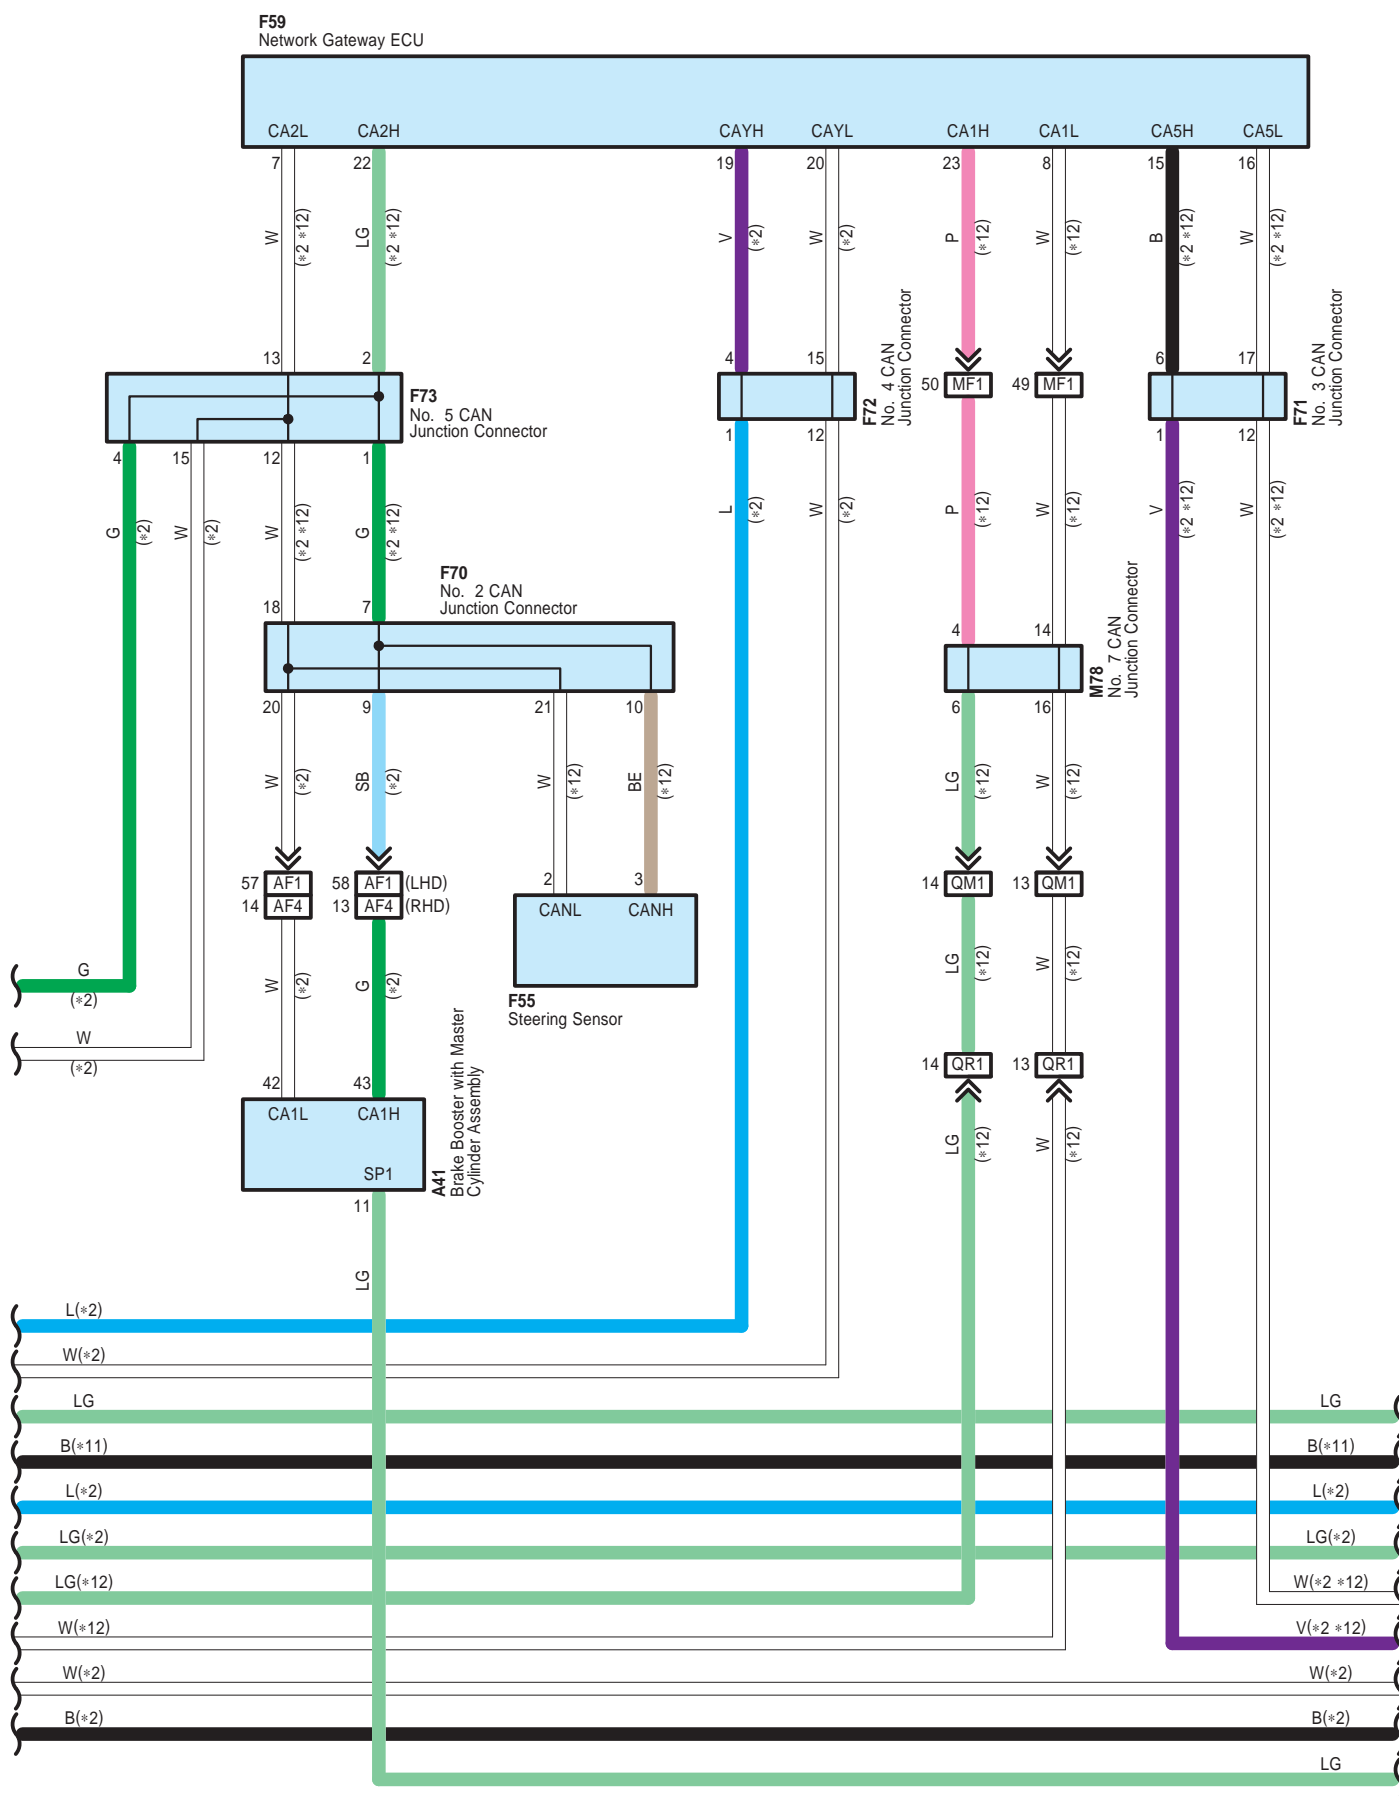 F59
Network Gateway ECU
CA2L CA2H CAYH CAYL CA1H CA1L CA5H CA5L
7 22 19 20 23 8 15 16
W (*2 *12) LG (*2 *12) V (*2) W (*2) P (*12) W (*12) B (*2 *12) W (*2 *12)
13 2 4 15 50 MF1 49 MF1 6 17
F73
No. 5 CAN
Junction Connector
F72
No. 4 CAN
Junction Connector
F71
No. 3 CAN
Junction Connector
4 15 12 1 1 12 1 12
G (*2) W (*2) W (*2 *12) G (*2 *12) L (*2) W (*2) P (*12) W (*12) V (*2 *12) W (*2 *12)
F70
No. 2 CAN
Junction Connector
18 7 4 14
M78
No. 7 CAN
Junction Connector
20 9 21 10 6 16
W (*2) SB (*2) W (*12) BE (*12) LG (*12) W (*12)
57 AF1 58 AF1 (LHD) 2 3 14 QM1 13 QM1
14 AF4 13 AF4 (RHD)
CANL CANH
G (*2)
W (*2) G (*2) LG (*12) W (*12)
F55
Steering Sensor
W (*2)
14 QR1 13 QR1
42 43
CA1L CA1H
SP1
A41
Brake Booster with Master
Cylinder Assembly
LG (*12) W (*12)
11
LG
L(*2)
W(*2)
LG LG
B(*11) B(*11)
L(*2) L(*2)
LG(*2) LG(*2)
LG(*12) W(*2 *12)
W(*12) V(*2 *12)
W(*2) W(*2)
B(*2) B(*2)
LG